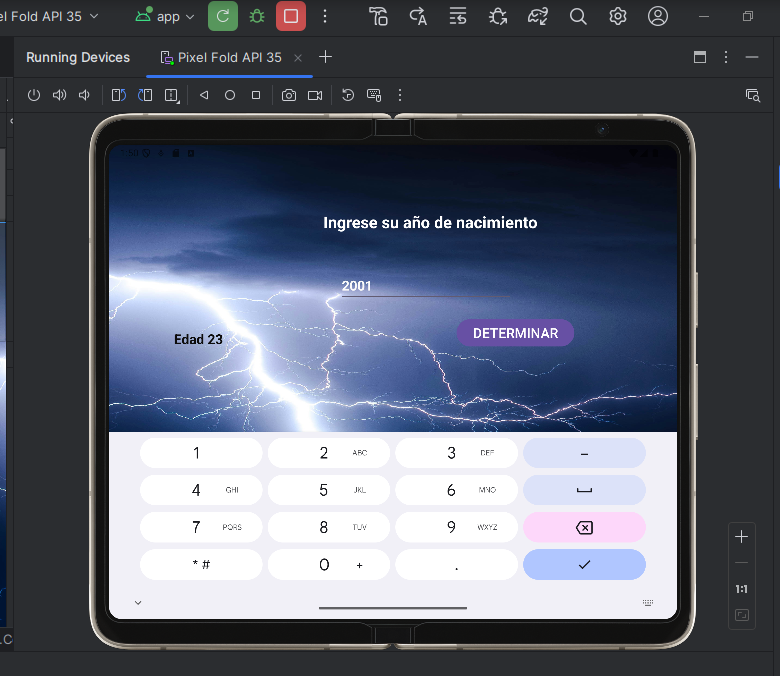 el Fold API 35
app
Running Devices
Pixel Fold API 35
Ingrese su año de nacimiento
2001
Edad 23
DETERMINAR
1 2 ABC 3 DEF –
4 GHI 5 JKL 6 MNO
7 PQRS 8 TUV 9 WXYZ
* # 0 + .
1:1
.C